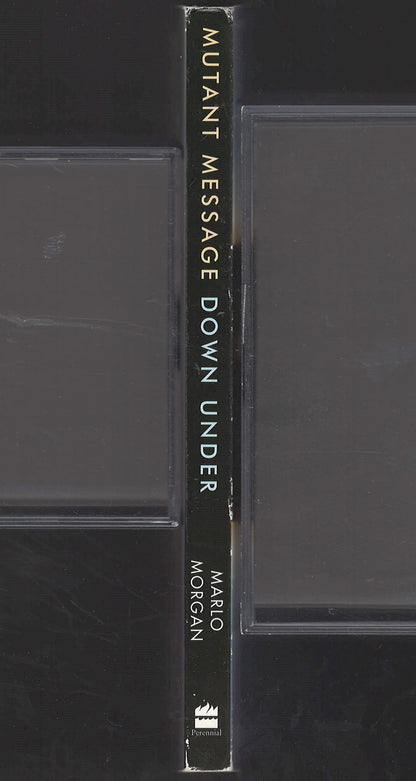 MUTANT MESSAGE DOWN UNDER
MARLO
MORGAN
Perennial